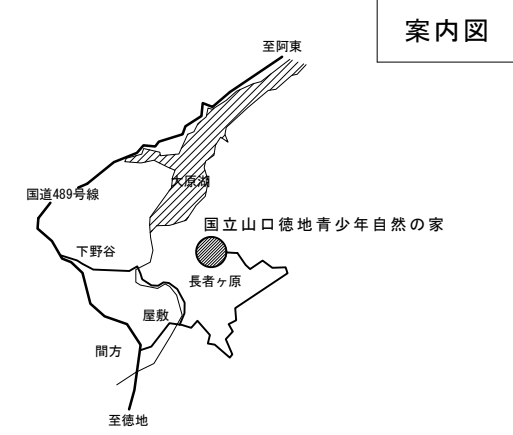 案内図
至阿東
大原湖
国道489号線
国立山口徳地青少年自然の家
下野谷
長者ヶ原
屋敷
間方
至徳地